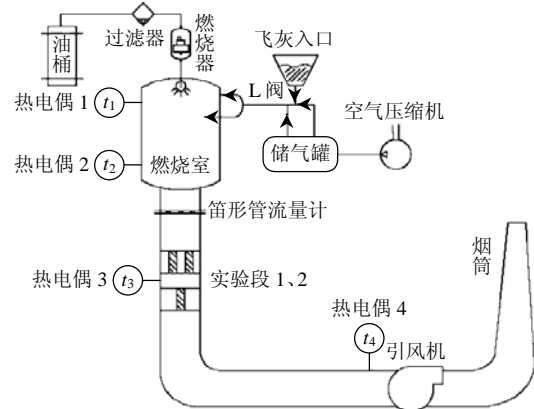 油桶
过滤器
燃烧器
飞灰入口
L 阀
热电偶 1
t1
空气压缩机
热电偶 2
t2
燃烧室
储气罐
笛形管流量计
烟筒
热电偶 3
t3
实验段 1、2
热电偶 4
t4
引风机